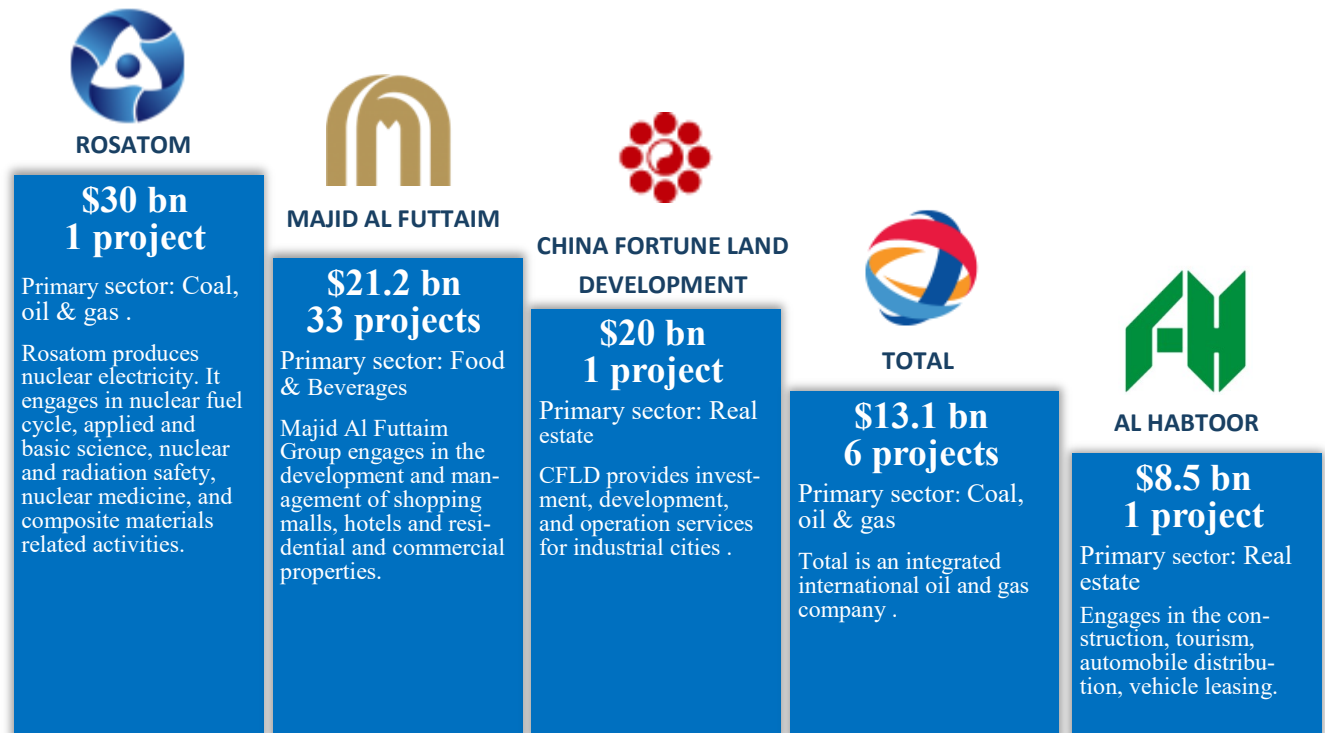 ROSATOM
$30 bn
1 project
Primary sector: Coal,
oil & gas .
Rosatom produces
nuclear electricity. It
engages in nuclear fuel
cycle, applied and
basic science, nuclear
and radiation safety,
nuclear medicine, and
composite materials
related activities.
MAJID AL FUTTAIM
$21.2 bn
33 projects
Primary sector: Food
& Beverages
Majid Al Futtaim
Group engages in the
development and man-
agement of shopping
malls, hotels and resi-
dential and commercial
properties.
CHINA FORTUNE LAND
DEVELOPMENT
$20 bn
1 project
Primary sector: Real
estate
CFLD provides invest-
ment, development,
and operation services
for industrial cities .
TOTAL
$13.1 bn
6 projects
Primary sector: Coal,
oil & gas
Total is an integrated
international oil and gas
company .
AL HABTOOR
$8.5 bn
1 project
Primary sector: Real
estate
Engages in the con-
struction, tourism,
automobile distribu-
tion, vehicle leasing.